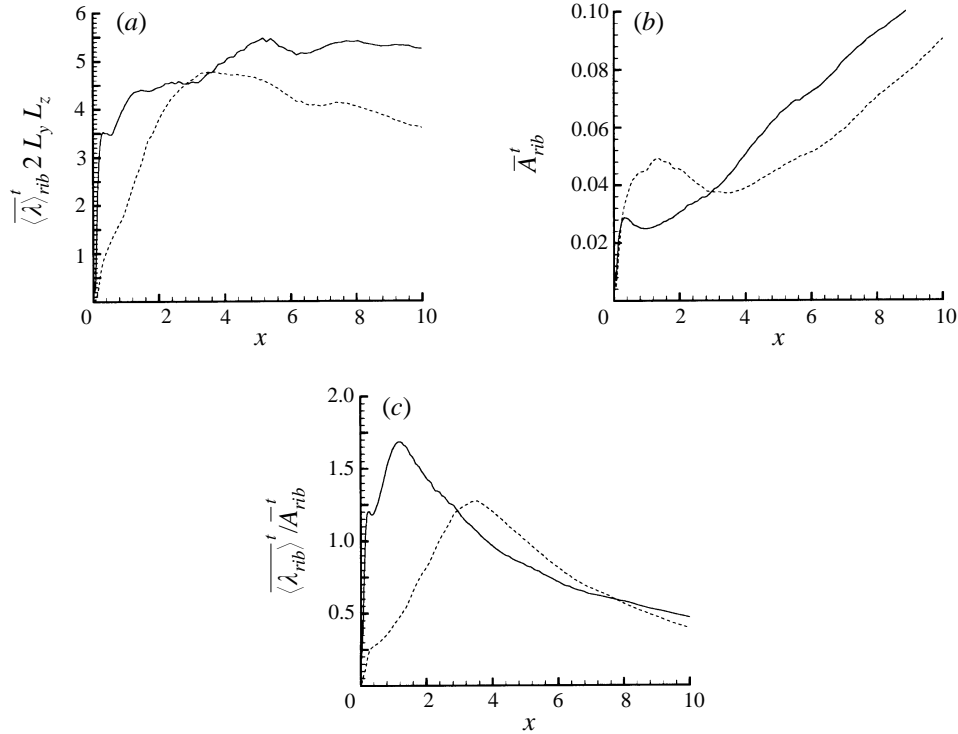 (a)
6
5
4
3
2
1
0 2 4 6 8 10
x
⟨λ⟩_rib^t 2 L_y L_z
(b)
0.10
0.08
0.06
0.04
0.02
0 2 4 6 8 10
x
A_rib^t
(c)
2.0
1.5
1.0
0.5
0 2 4 6 8 10
x
⟨λ_rib⟩^t / A_rib^t